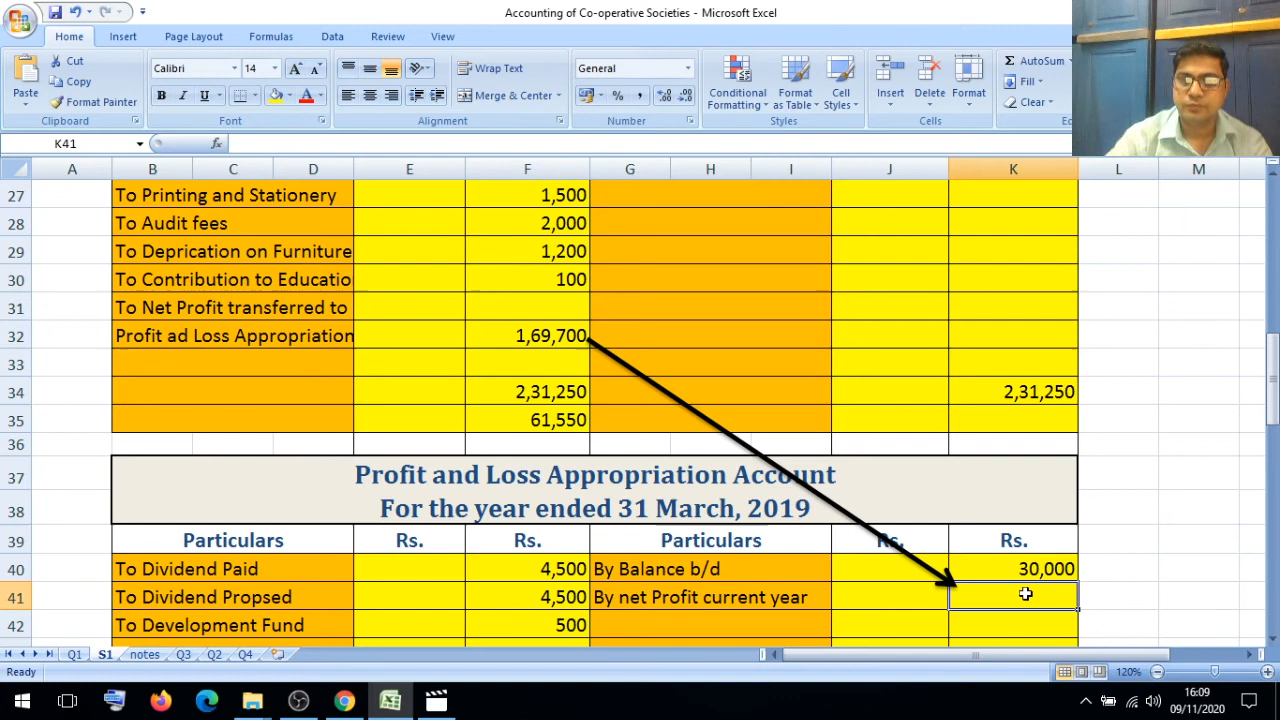 Accounting of Co-operative Societies - Microsoft Excel
Home Insert Page Layout Formulas Data Review View
Paste Cut Copy Format Painter Clipboard
Calibri 14 B I U A A A Font
Wrap Text Merge & Center Alignment
General % , Number
Conditional Formatting Format as Table Cell Styles Styles
Insert Delete Format Cells
Σ AutoSum Fill Clear
K41 fx
A B C D E F G H I J K L M
27 To Printing and Stationery 1,500
28 To Audit fees 2,000
29 To Deprication on Furniture 1,200
30 To Contribution to Educatio 100
31 To Net Profit transferred to
32 Profit ad Loss Appropriation 1,69,700
33
34 2,31,250 2,31,250
35 61,550
36
37 Profit and Loss Appropriation Account
38 For the year ended 31 March, 2019
39 Particulars Rs. Rs. Particulars Rs. Rs.
40 To Dividend Paid 4,500 By Balance b/d 30,000
41 To Dividend Propsed 4,500 By net Profit current year
42 To Development Fund 500
Q1 S1 notes Q3 Q2 Q4
Ready 120%
16:09
09/11/2020